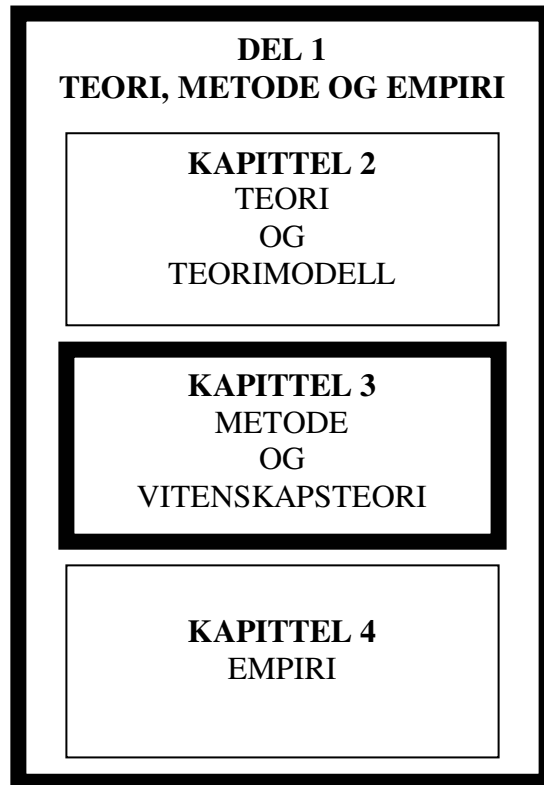 DEL 1
TEORI, METODE OG EMPIRI
KAPITTEL 2
TEORI
OG
TEORIMODELL
KAPITTEL 3
METODE
OG
VITENSKAPSTEORI
KAPITTEL 4
EMPIRI